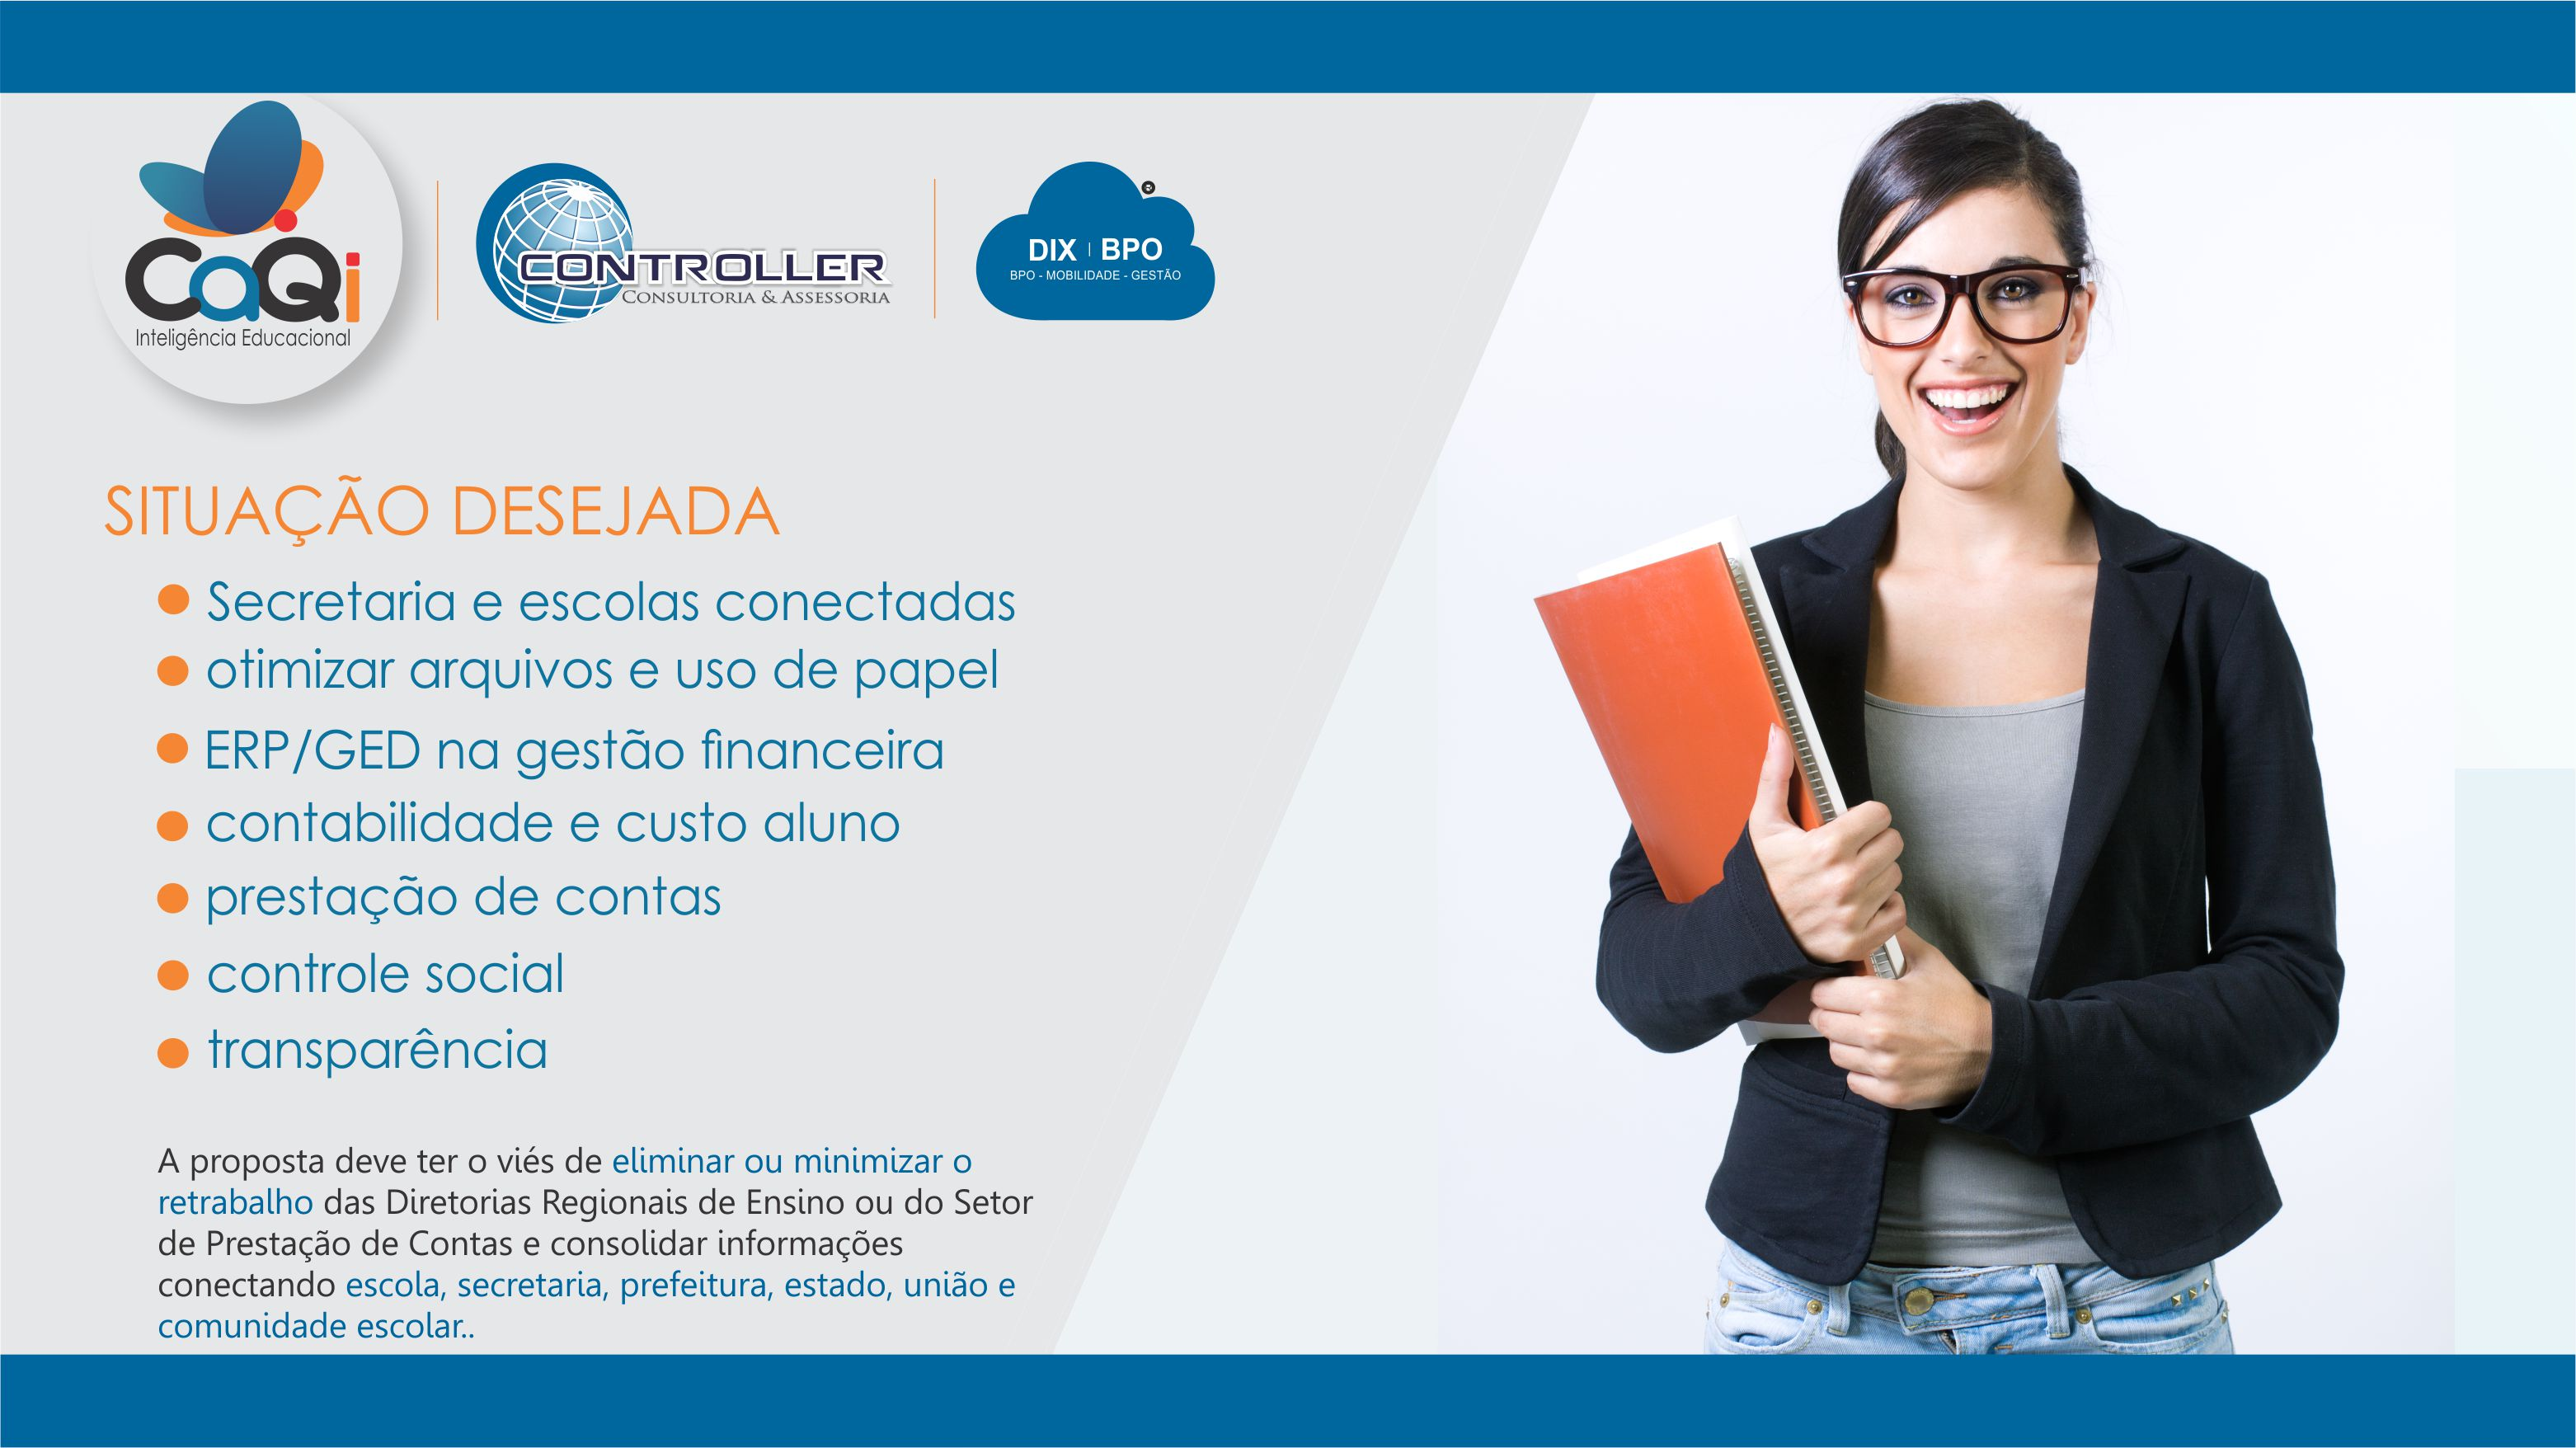 CaQi
Inteligência Educacional
CONTROLLER
CONSULTORIA & ASSESSORIA
DIX | BPO
BPO - MOBILIDADE - GESTÃO
SITUAÇÃO DESEJADA
Secretaria e escolas conectadas
otimizar arquivos e uso de papel
ERP/GED na gestão financeira
contabilidade e custo aluno
prestação de contas
controle social
transparência
A proposta deve ter o viés de eliminar ou minimizar o
retrabalho das Diretorias Regionais de Ensino ou do Setor
de Prestação de Contas e consolidar informações
conectando escola, secretaria, prefeitura, estado, união e
comunidade escolar..